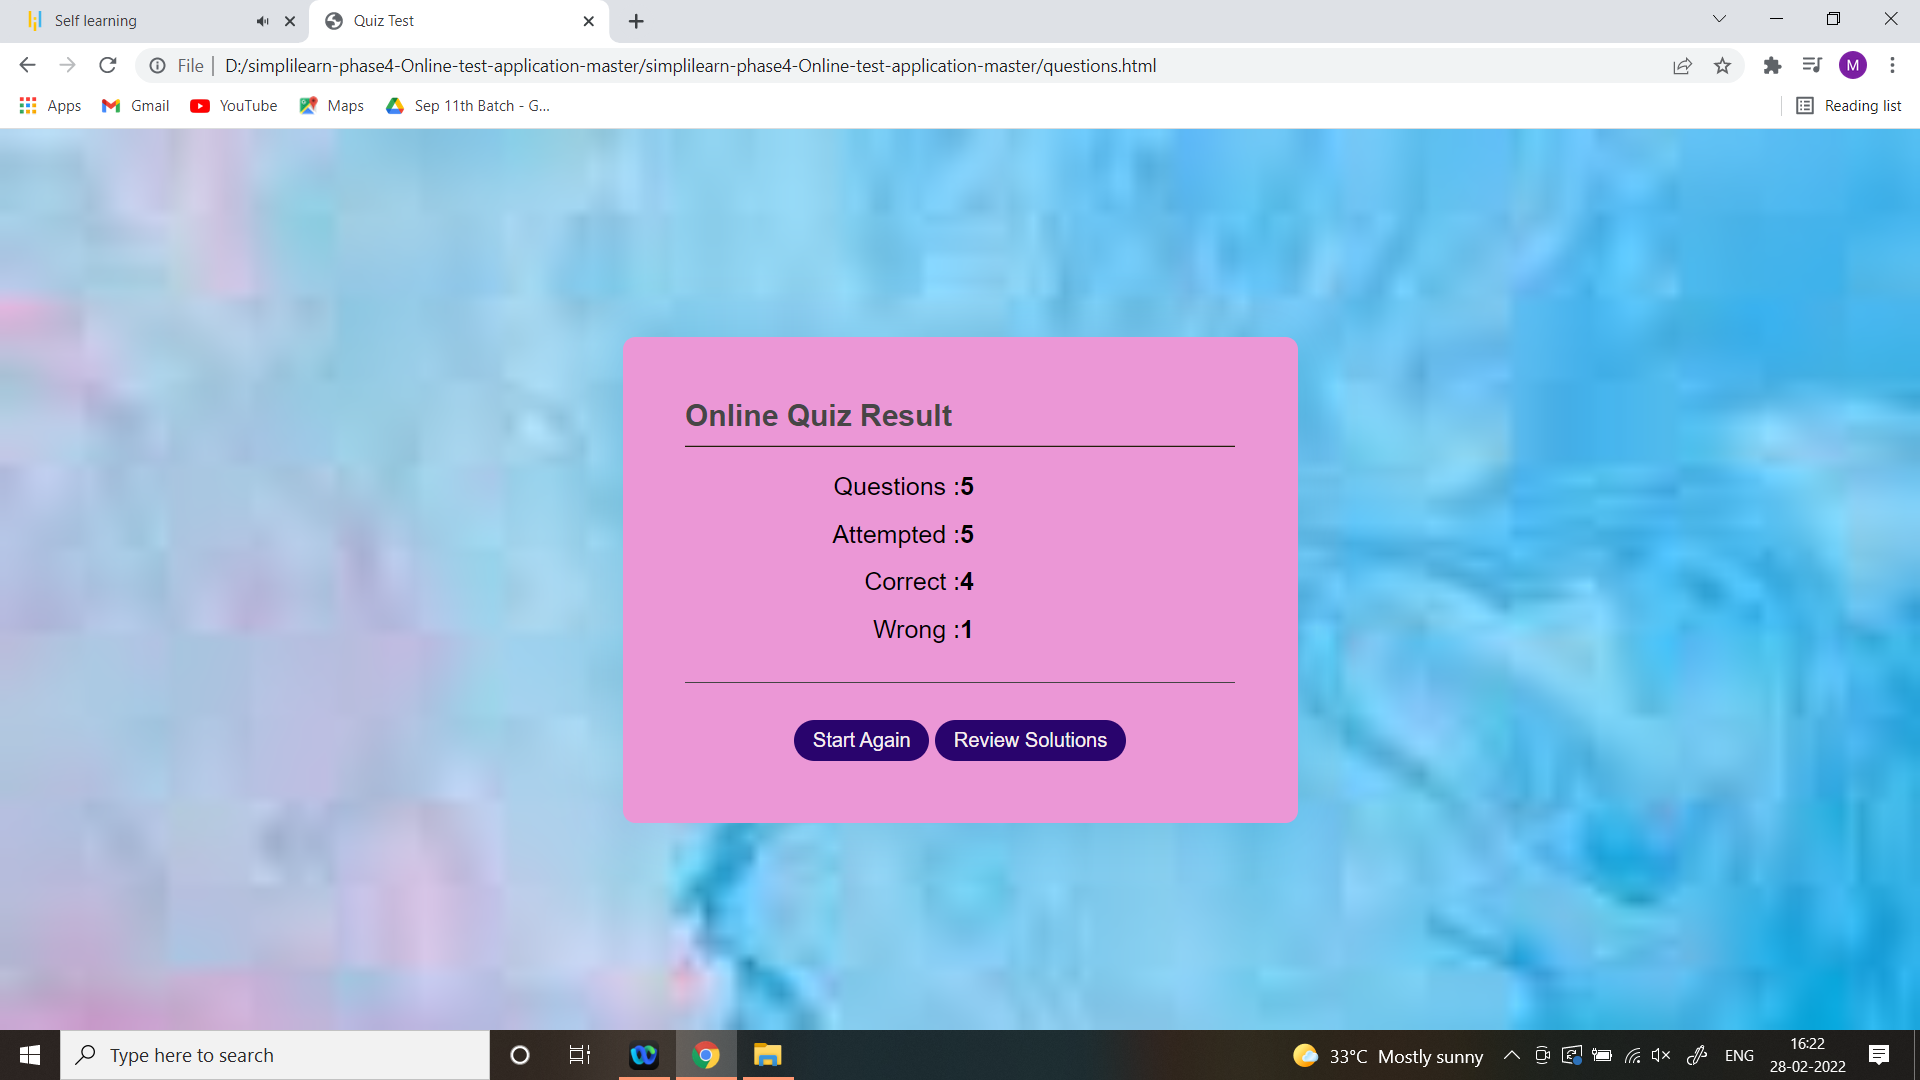 Self learning
Quiz Test
File
D:/simplilearn-phase4-Online-test-application-master/simplilearn-phase4-Online-test-application-master/questions.html
M
Apps
Gmail
YouTube
Maps
Sep 11th Batch - G...
Reading list
Online Quiz Result
Questions :5
Attempted :5
Correct :4
Wrong :1
Start Again
Review Solutions
Type here to search
33°C Mostly sunny
ENG
16:22
28-02-2022